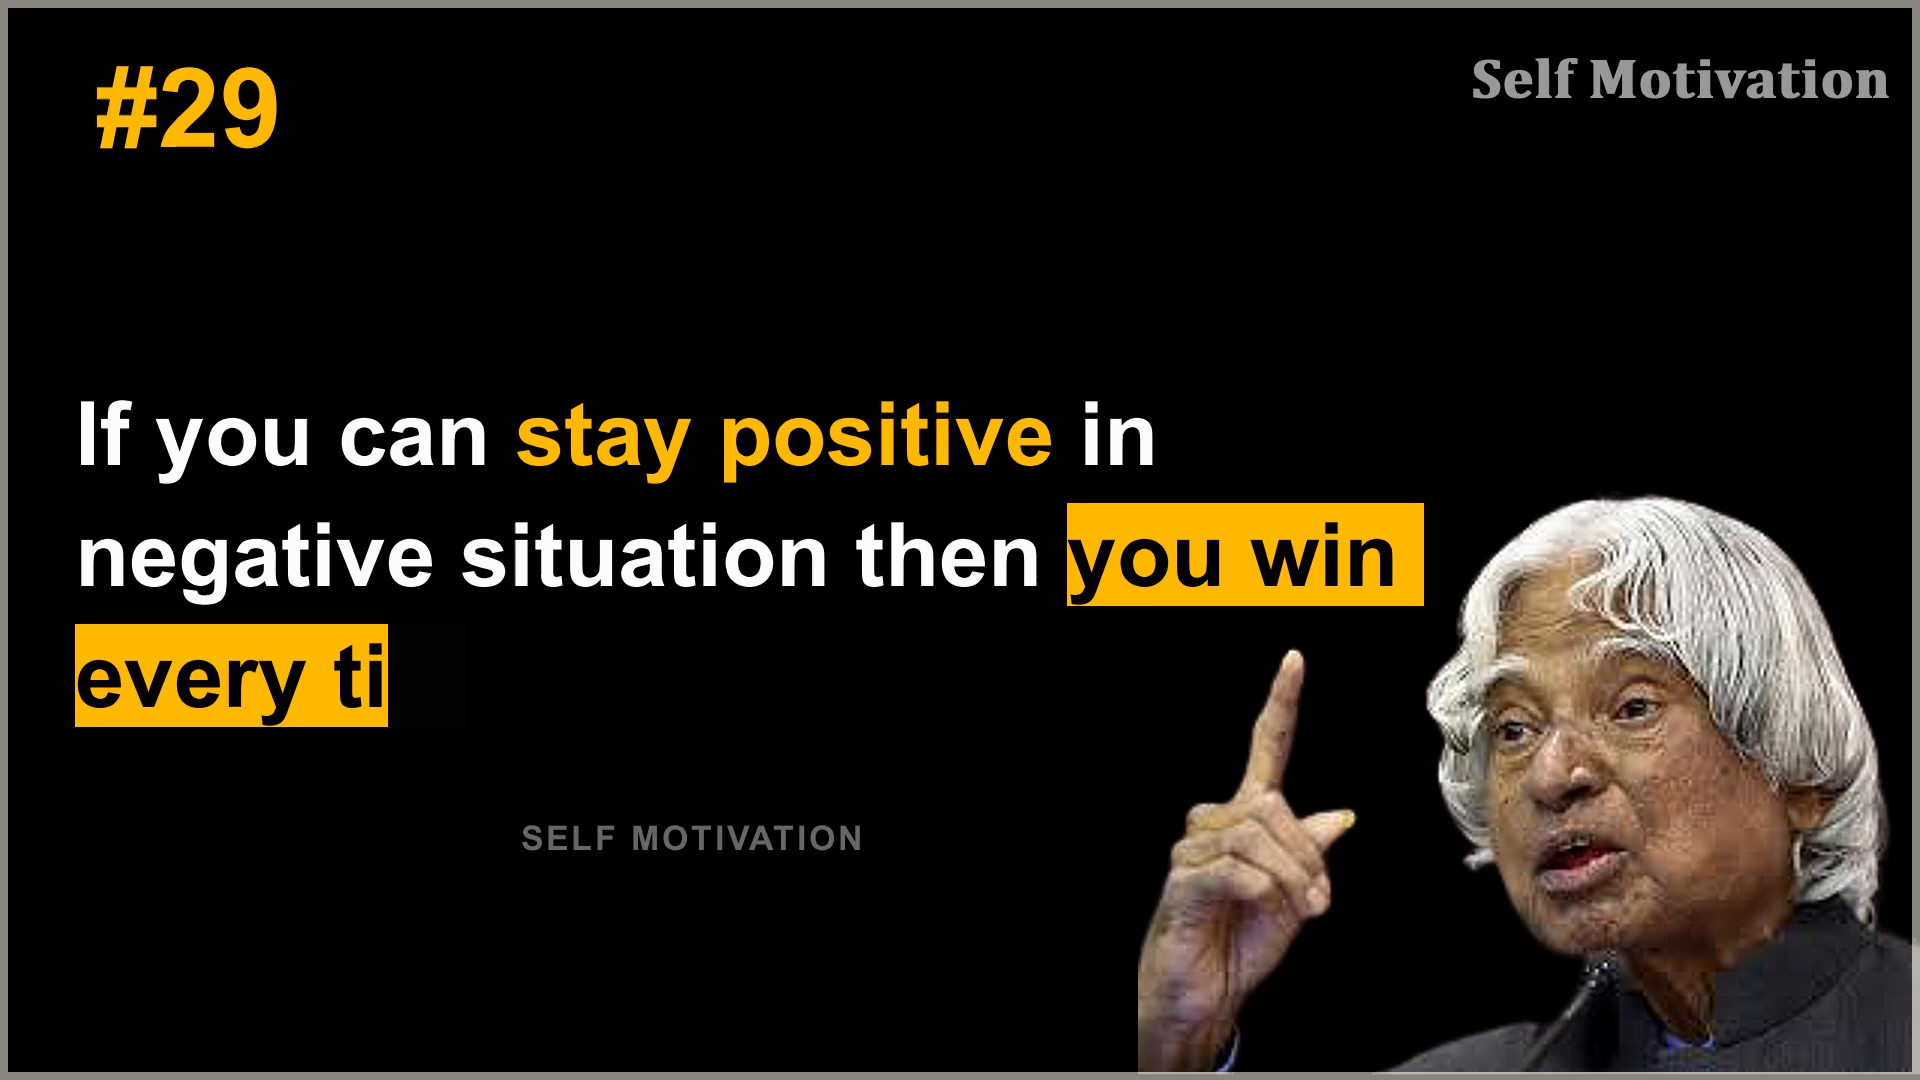 #29
Self Motivation
If you can stay positive in
negative situation then you win
every ti
SELF MOTIVATION